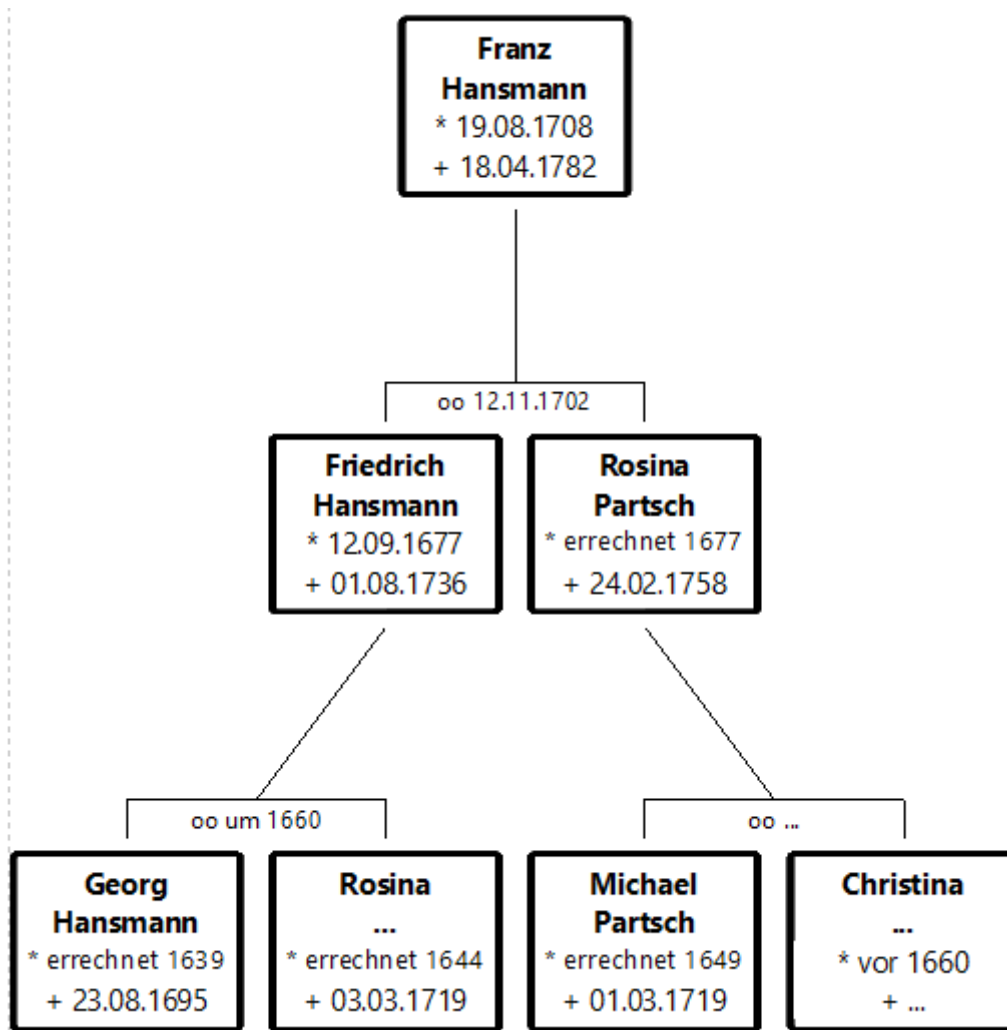 Franz
Hansmann
* 19.08.1708
+ 18.04.1782
oo 12.11.1702
Friedrich
Hansmann
* 12.09.1677
+ 01.08.1736
Rosina
Partsch
* errechnet 1677
+ 24.02.1758
oo um 1660
oo ...
Georg
Hansmann
* errechnet 1639
+ 23.08.1695
Rosina
...
* errechnet 1644
+ 03.03.1719
Michael
Partsch
* errechnet 1649
+ 01.03.1719
Christina
...
* vor 1660
+ ...